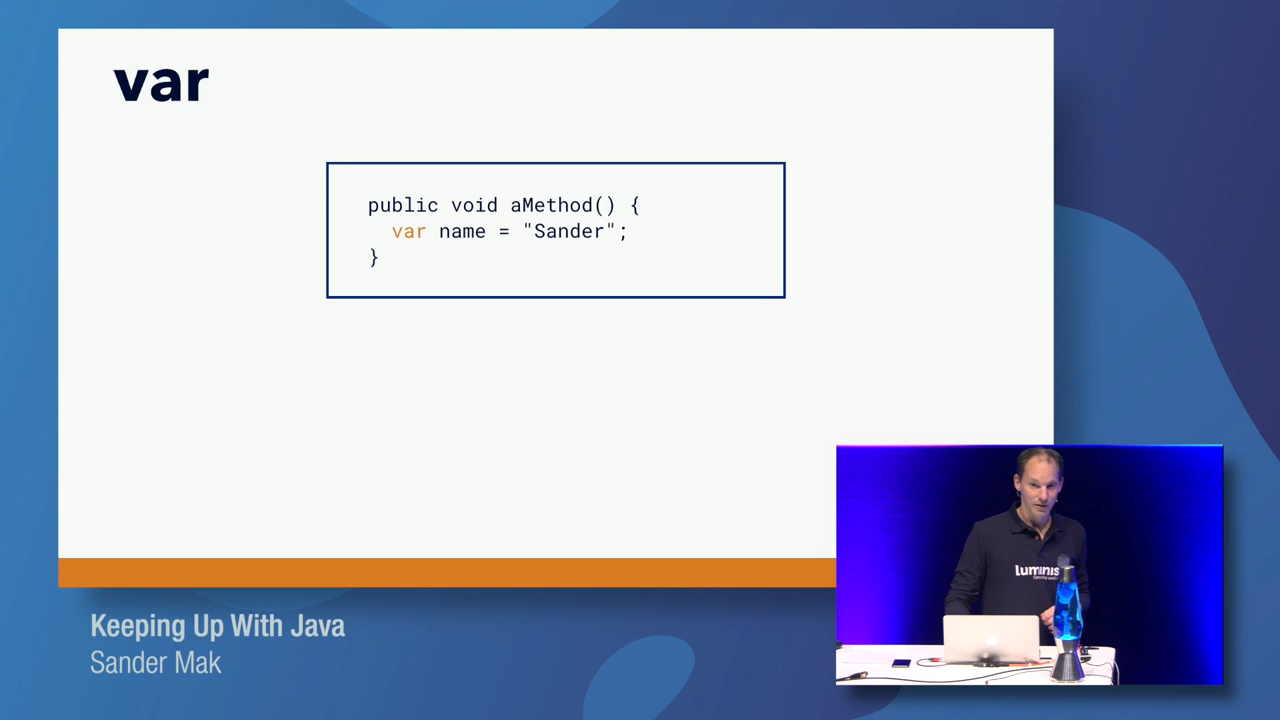 var
public void aMethod() {
  var name = "Sander";
}
luminis
Keeping Up With Java
Sander Mak